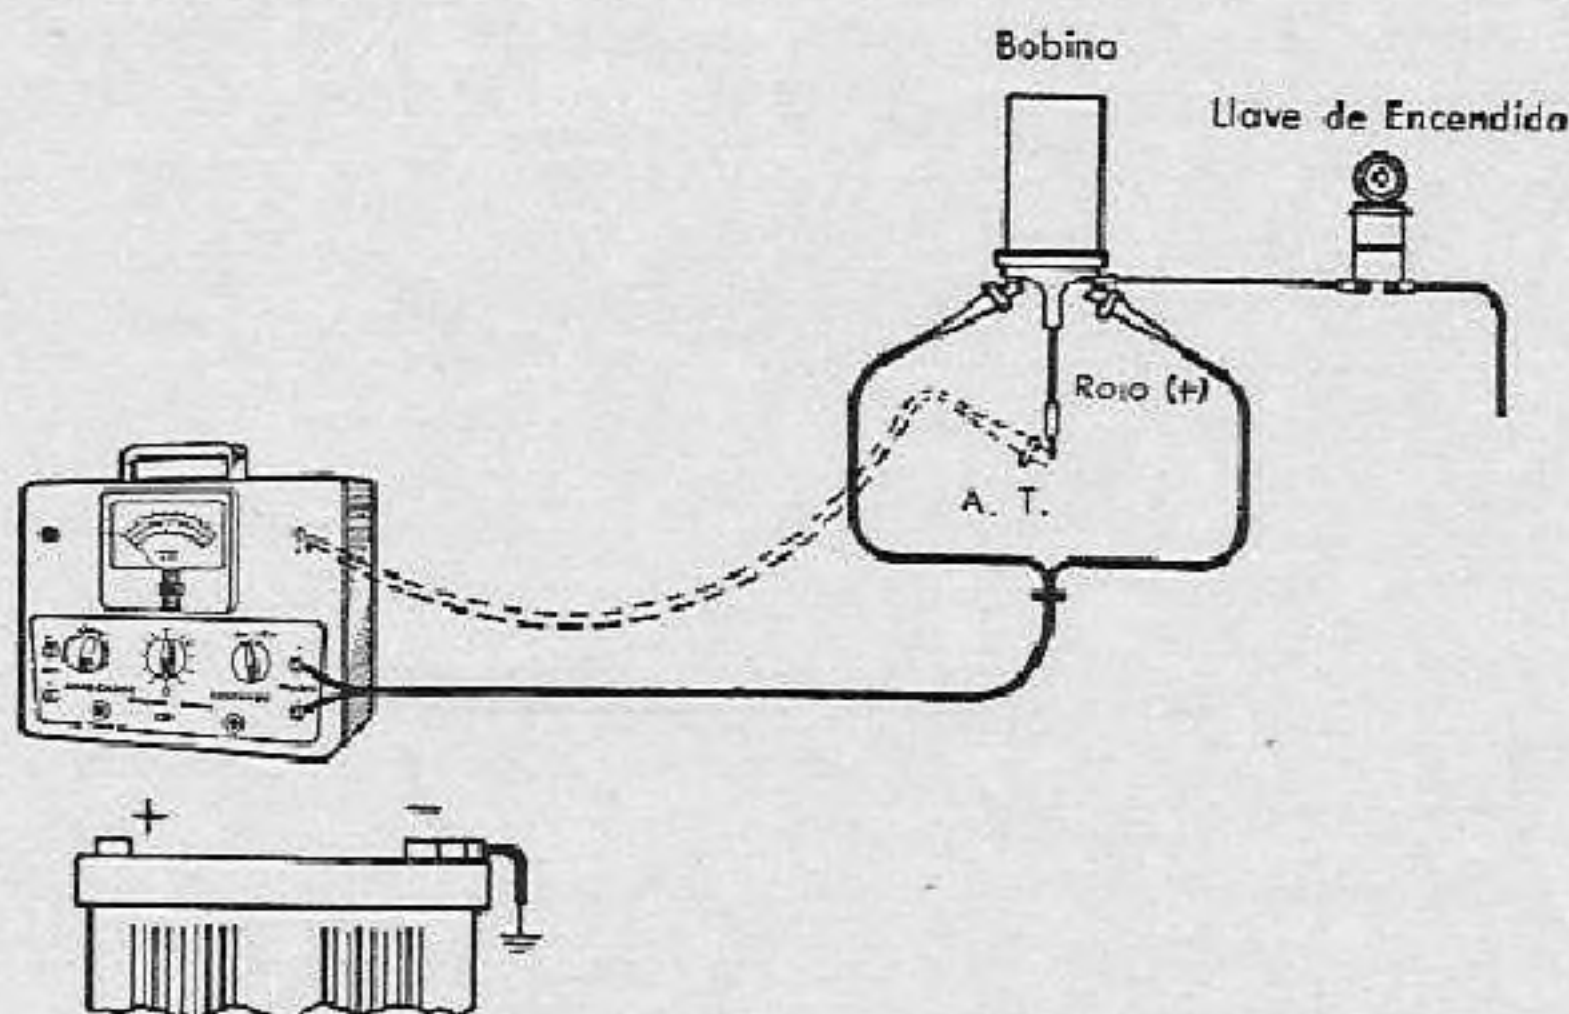 Bobina
Llave de Encendido
Rojo (+)
A. T.
+
-